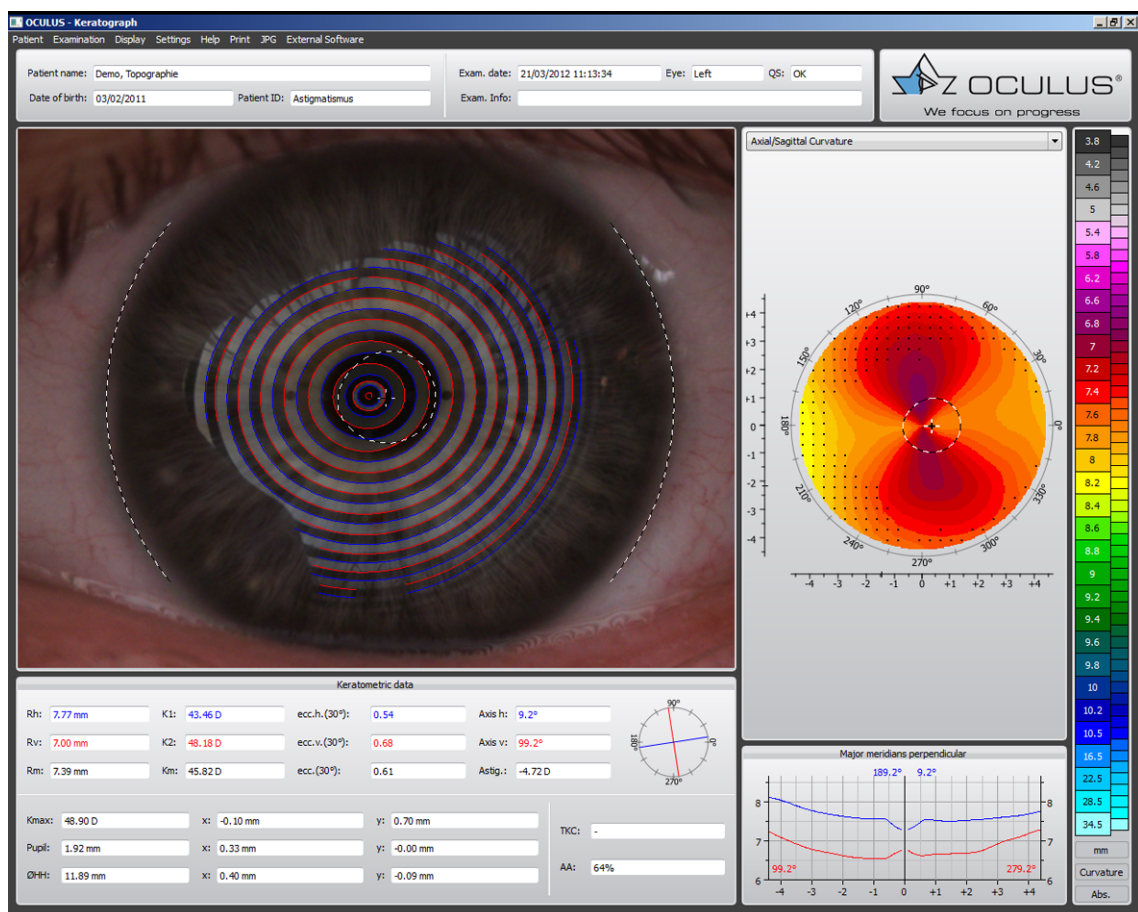 OCULUS - Keratograph
Patient Examination Display Settings Help Print JPG External Software
Patient name: Demo, Topographie
Exam. date: 21/03/2012 11:13:34 Eye: Left QS: OK
Date of birth: 03/02/2011 Patient ID: Astigmatismus
Exam. Info:
OCULUS®
We focus on progress
Axial/Sagittal Curvature
90°
120° 60°
150° 30°
180° 0°
210° 330°
240° 300°
270°
+4
+3
+2
+1
0
-1
-2
-3
-4
-4 -3 -2 -1 0 +1 +2 +3 +4
3.8
4.2
4.6
5
5.4
5.8
6.2
6.6
6.8
7
7.2
7.4
7.6
7.8
8
8.2
8.4
8.6
8.8
9
9.2
9.4
9.6
9.8
10
10.2
10.5
16.5
22.5
28.5
34.5
mm
Curvature
Abs.
Keratometric data
Rh: 7.77 mm K1: 43.46 D ecc.h.(30°): 0.54 Axis h: 9.2°
Rv: 7.00 mm K2: 48.18 D ecc.v.(30°): 0.68 Axis v: 99.2°
Rm: 7.39 mm Km: 45.82 D ecc.(30°): 0.61 Astig.: -4.72 D
90°
180° 0°
270°
Kmax: 48.90 D x: -0.10 mm y: 0.70 mm
Pupil: 1.92 mm x: 0.33 mm y: -0.00 mm
ØHH: 11.89 mm x: 0.40 mm y: -0.09 mm
TKC: -
AA: 64%
Major meridians perpendicular
189.2° 9.2°
8 8
7 7
99.2° 279.2°
6 6
-4 -3 -2 -1 0 +1 +2 +3 +4